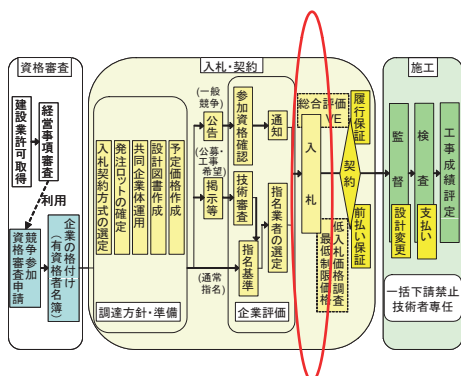 資格審査
建設業許可取得
経営事項審査
利用
競争参加
資格審査申請
企業の格付け
(有資格者名簿)
入札・契約
入札契約方式の選定
発注ロットの確定
共同企業体運用
設計図書作成
予定価格作成
調達方針・準備
(一般
競争)
公告
(公募・
工事
希望)
掲示等
(通常
指名)
参加資格確認
技術審査
指名基準
通知
指名業者の選定
企業評価
総合評価
VE
入札
契約
履行保証
前払い保証
低入札価格調査
最低制限価格
施工
監督
設計変更
検査
支払い
工事成績評定
一括下請禁止
技術者専任